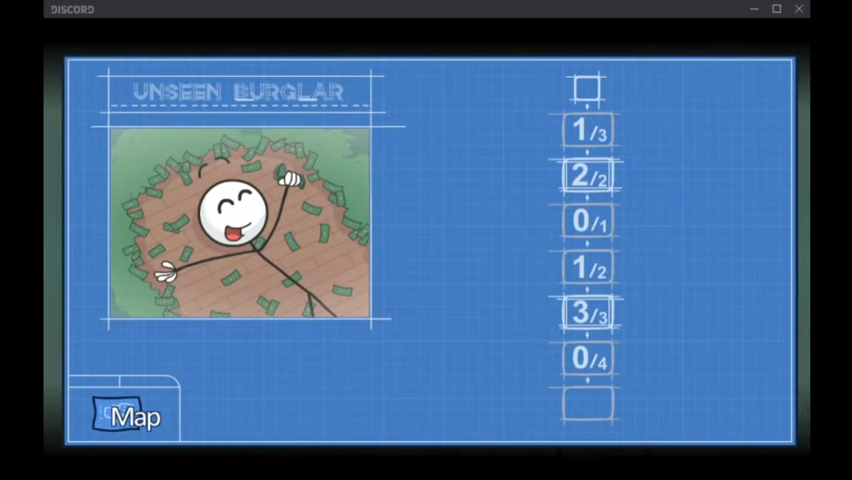 DISCORD
UNSEEN BURGLAR
1/3
2/2
0/1
1/2
3/3
0/4
Map